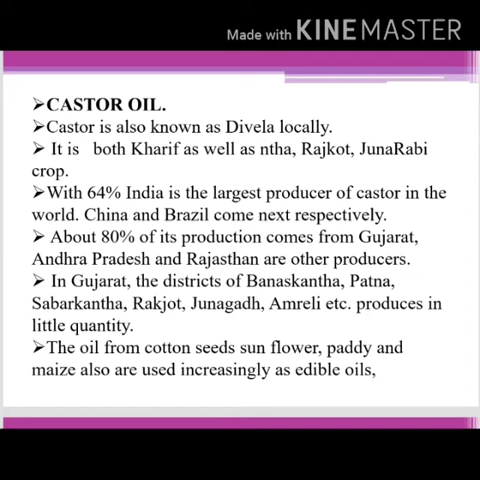 Made with KINEMASTER
➢CASTOR OIL.
➢Castor is also known as Divela locally.
➢ It is both Kharif as well as ntha, Rajkot, JunaRabi
crop.
➢With 64% India is the largest producer of castor in the
world. China and Brazil come next respectively.
➢ About 80% of its production comes from Gujarat,
Andhra Pradesh and Rajasthan are other producers.
➢ In Gujarat, the districts of Banaskantha, Patna,
Sabarkantha, Rakjot, Junagadh, Amreli etc. produces in
little quantity.
➢The oil from cotton seeds sun flower, paddy and
maize also are used increasingly as edible oils,